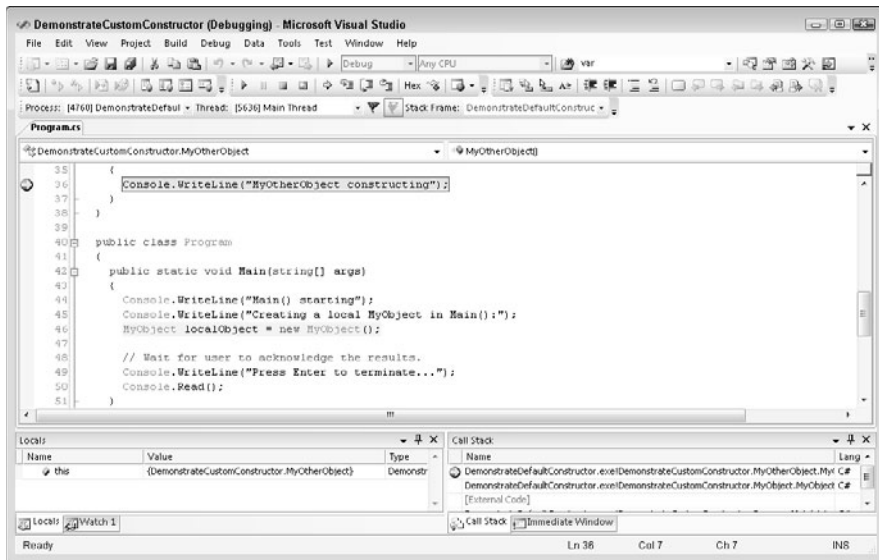 DemonstrateCustomConstructor (Debugging) - Microsoft Visual Studio
File Edit View Project Build Debug Data Tools Test Window Help
Debug Any CPU var
Hex
Process: [4760] DemonstrateDefaul Thread: [5636] Main Thread Stack Frame: DemonstrateDefaultConstruc
Program.cs
DemonstrateCustomConstructor.MyOtherObject MyOtherObject()
35 {
36 Console.WriteLine("MyOtherObject constructing");
37 }
38 }
39
40 public class Program
41 {
42 public static void Main(string[] args)
43 {
44 Console.WriteLine("Main() starting");
45 Console.WriteLine("Creating a local MyObject in Main():");
46 MyObject localObject = new MyObject();
47
48 // Wait for user to acknowledge the results.
49 Console.WriteLine("Press Enter to terminate...");
50 Console.Read();
51 }
Locals
Name Value Type
this {DemonstrateCustomConstructor.MyOtherObject} Demonstr
Locals Watch 1
Call Stack
Name Lang
DemonstrateDefaultConstructor.exe!DemonstrateCustomConstructor.MyOtherObject.My C#
DemonstrateDefaultConstructor.exe!DemonstrateCustomConstructor.MyObject.MyObject C#
[External Code]
Call Stack Immediate Window
Ready Ln 36 Col 7 Ch 7 INS